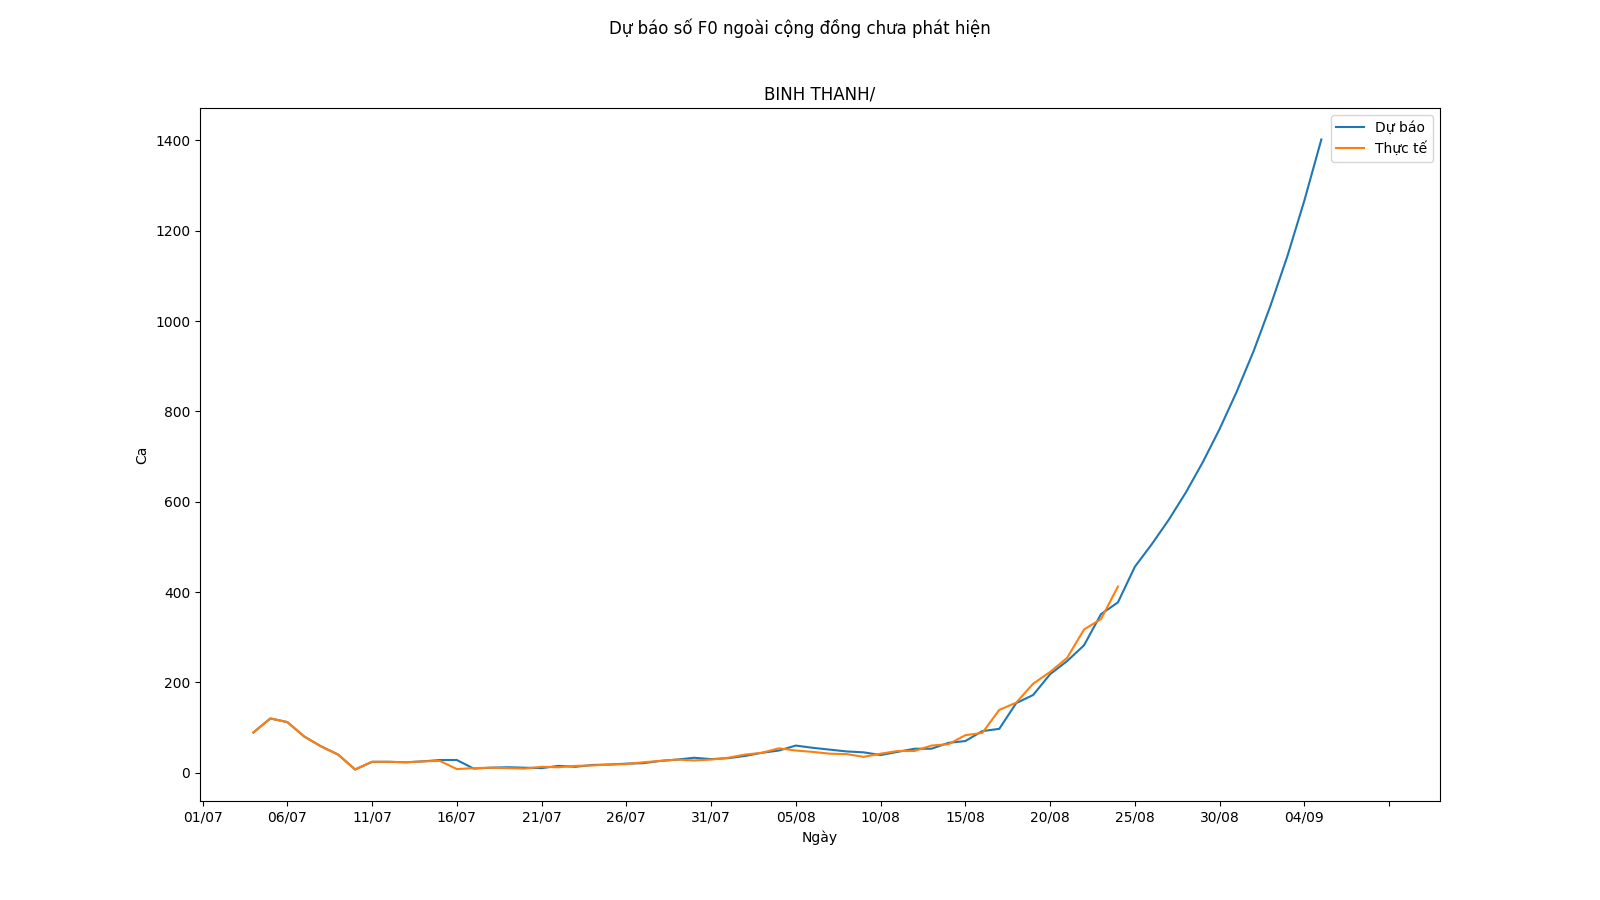 Dự báo số F0 ngoài cộng đồng chưa phát hiện
BINH THANH/
Dự báo
Thực tế
1400
1200
1000
800
600
400
200
0
Ca
01/07 06/07 11/07 16/07 21/07 26/07 31/07 05/08 10/08 15/08 20/08 25/08 30/08 04/09
Ngày